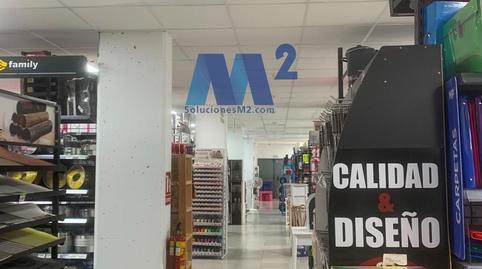 family
M2
SolucionesM2.com
CALIDAD
&
DISEÑO
CARPETAS